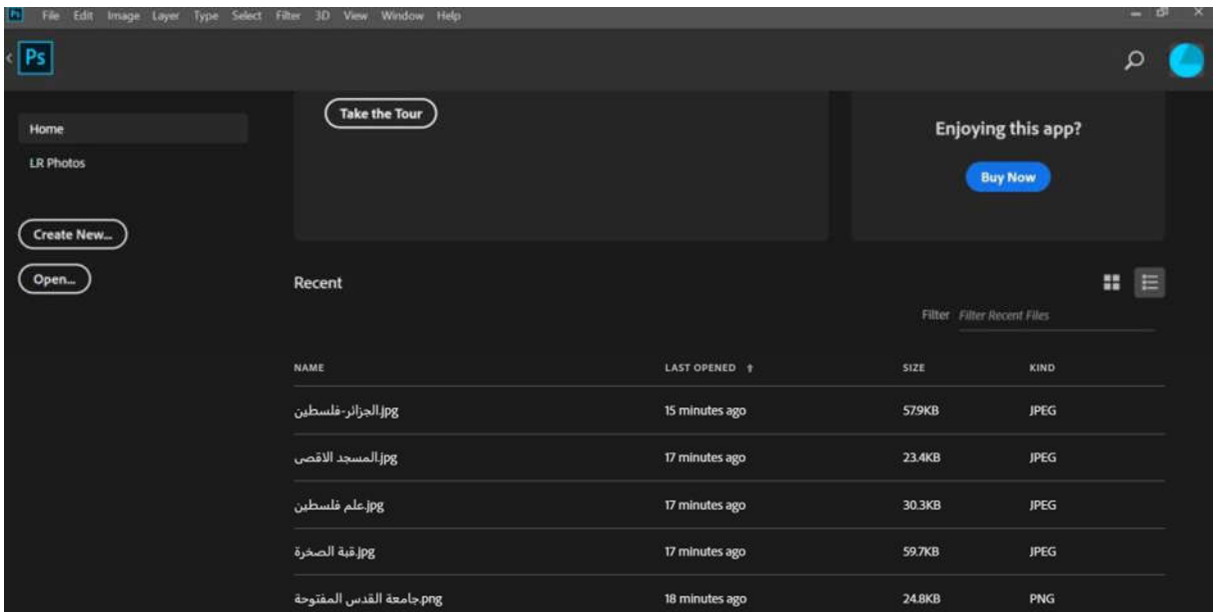 Ps File Edit Image Layer Type Select Filter 3D View Window Help
Ps
Take the Tour
Enjoying this app?
Buy Now
Home
LR Photos
Create New...
Open...
Recent
Filter Filter Recent Files
NAME LAST OPENED SIZE KIND
الجزائر-فلسطين.jpg 15 minutes ago 57.9KB JPEG
المسجد الاقصى.jpg 17 minutes ago 23.4KB JPEG
علم فلسطين.jpg 17 minutes ago 30.3KB JPEG
قبة الصخرة.jpg 17 minutes ago 59.7KB JPEG
جامعة القدس المفتوحة.png 18 minutes ago 24.8KB PNG